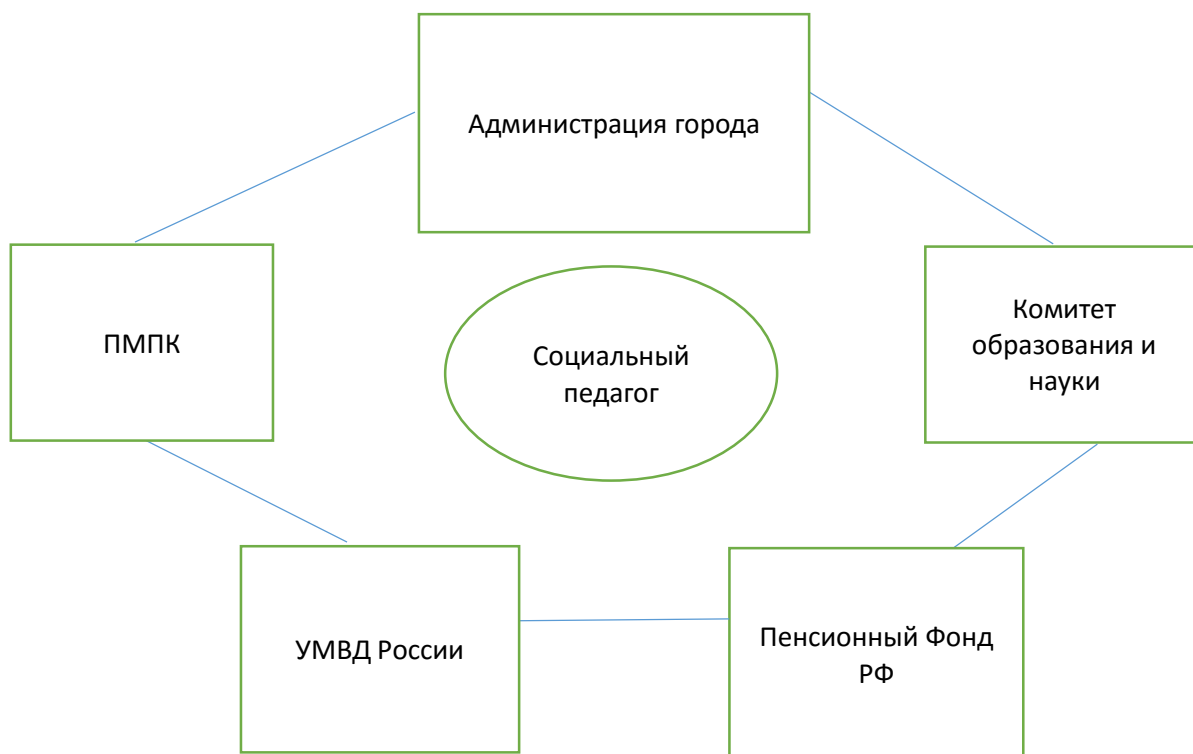 Администрация города
ПМПК
Социальный
педагог
Комитет
образования и
науки
УМВД России
Пенсионный Фонд
РФ